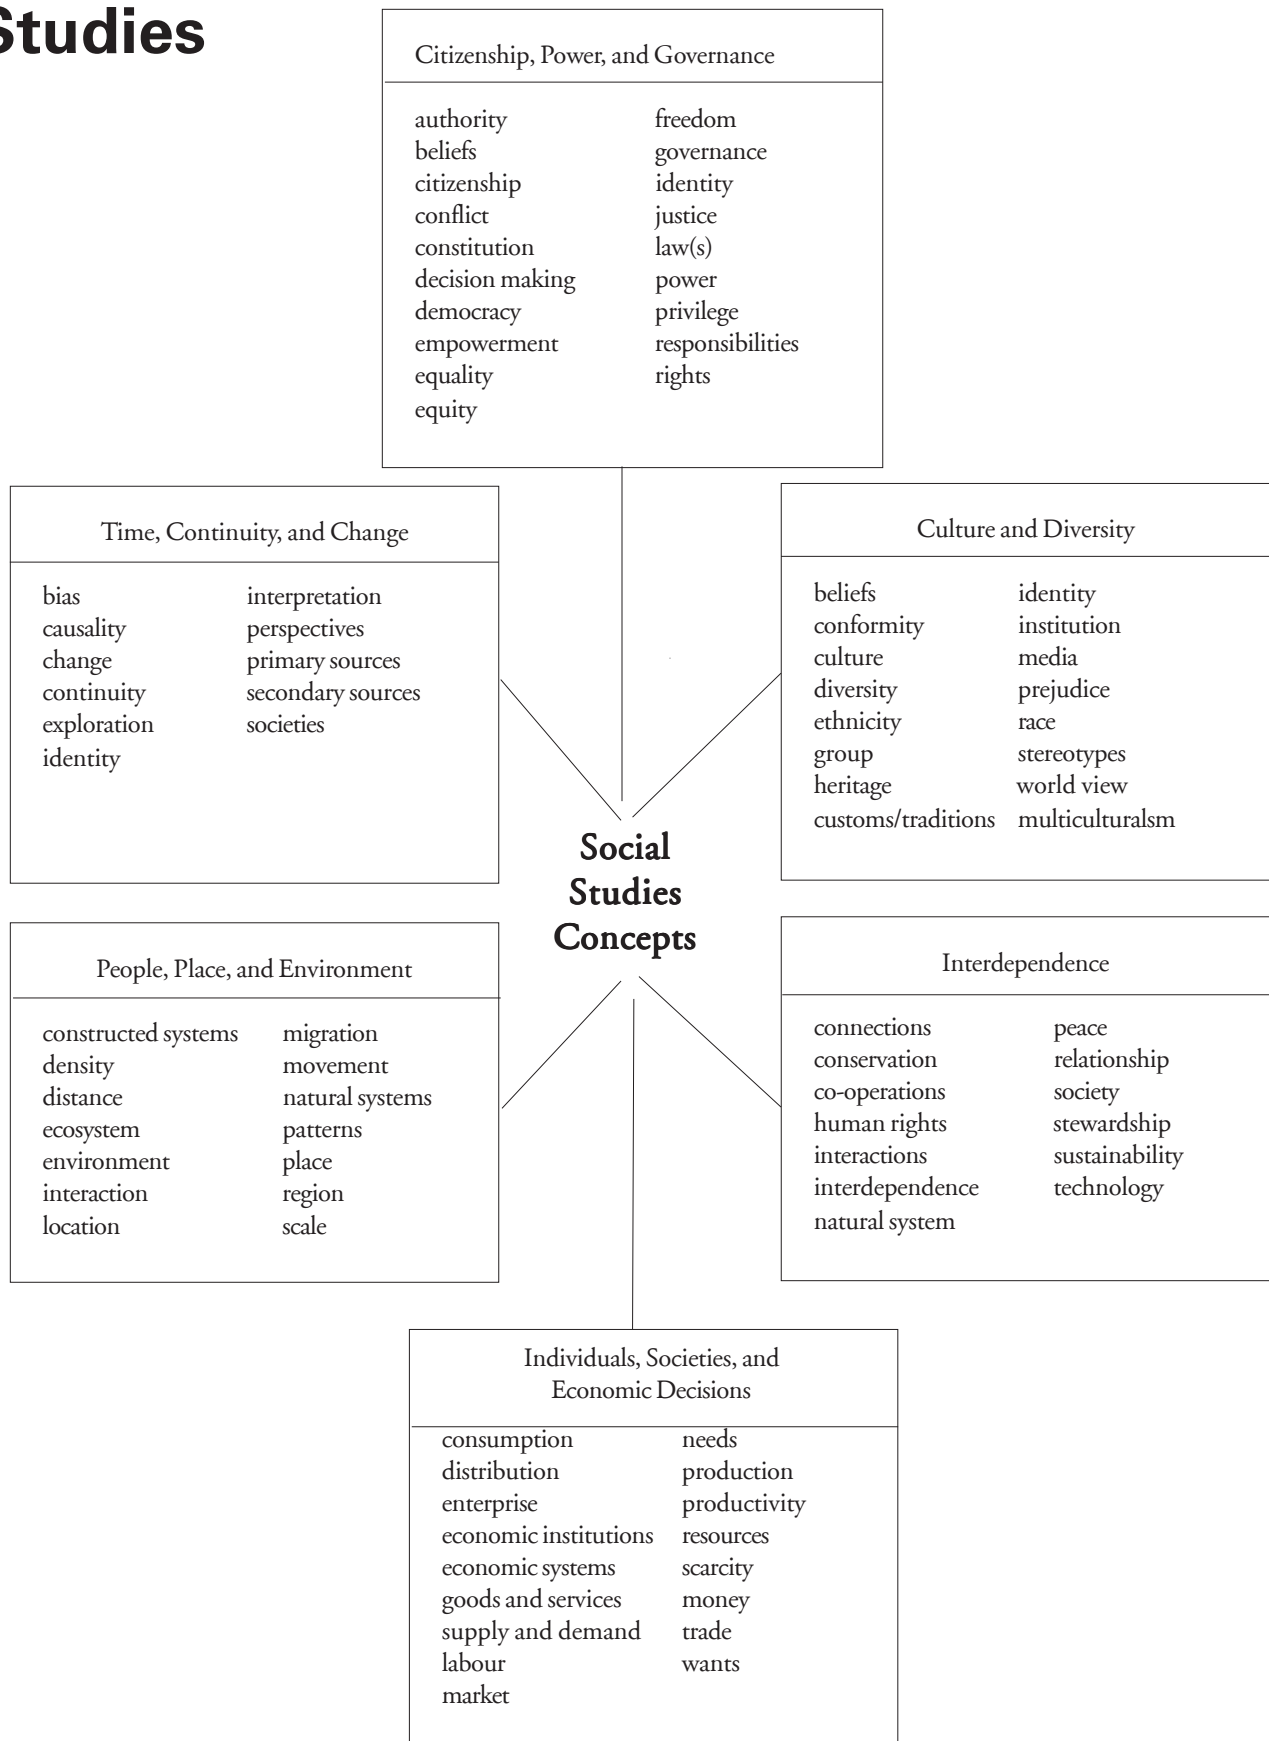 Studies
Citizenship, Power, and Governance
authority
beliefs
citizenship
conflict
constitution
decision making
democracy
empowerment
equality
equity
freedom
governance
identity
justice
law(s)
power
privilege
responsibilities
rights
Time, Continuity, and Change
bias
causality
change
continuity
exploration
identity
interpretation
perspectives
primary sources
secondary sources
societies
Culture and Diversity
beliefs
conformity
culture
diversity
ethnicity
group
heritage
customs/traditions
identity
institution
media
prejudice
race
stereotypes
world view
multiculturalsm
Social
Studies
Concepts
People, Place, and Environment
constructed systems
density
distance
ecosystem
environment
interaction
location
migration
movement
natural systems
patterns
place
region
scale
Interdependence
connections
conservation
co-operations
human rights
interactions
interdependence
natural system
peace
relationship
society
stewardship
sustainability
technology
Individuals, Societies, and
Economic Decisions
consumption
distribution
enterprise
economic institutions
economic systems
goods and services
supply and demand
labour
market
needs
production
productivity
resources
scarcity
money
trade
wants